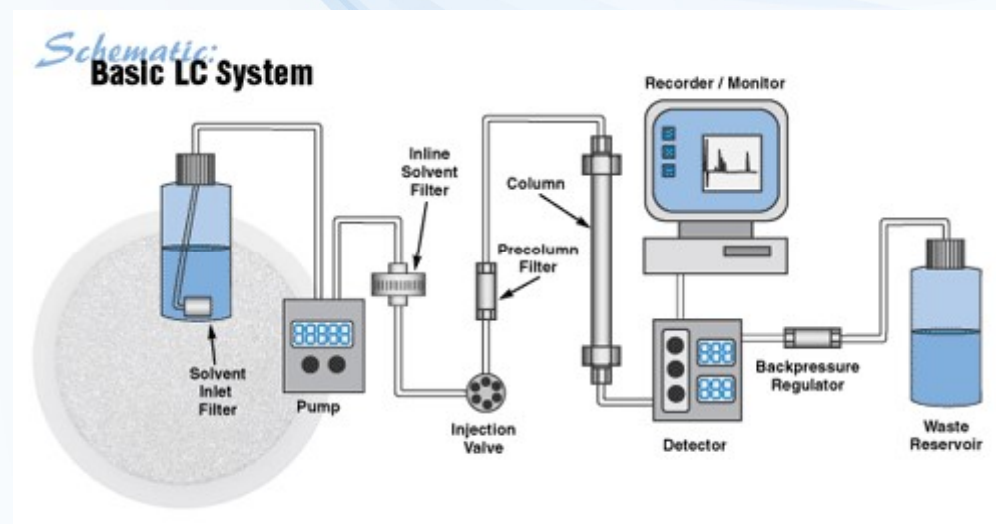 Schematic:
Basic LC System
Recorder / Monitor
Inline
Solvent
Filter
Column
Precolumn
Filter
Solvent
Inlet
Filter
Pump
Injection
Valve
Detector
Backpressure
Regulator
Waste
Reservoir